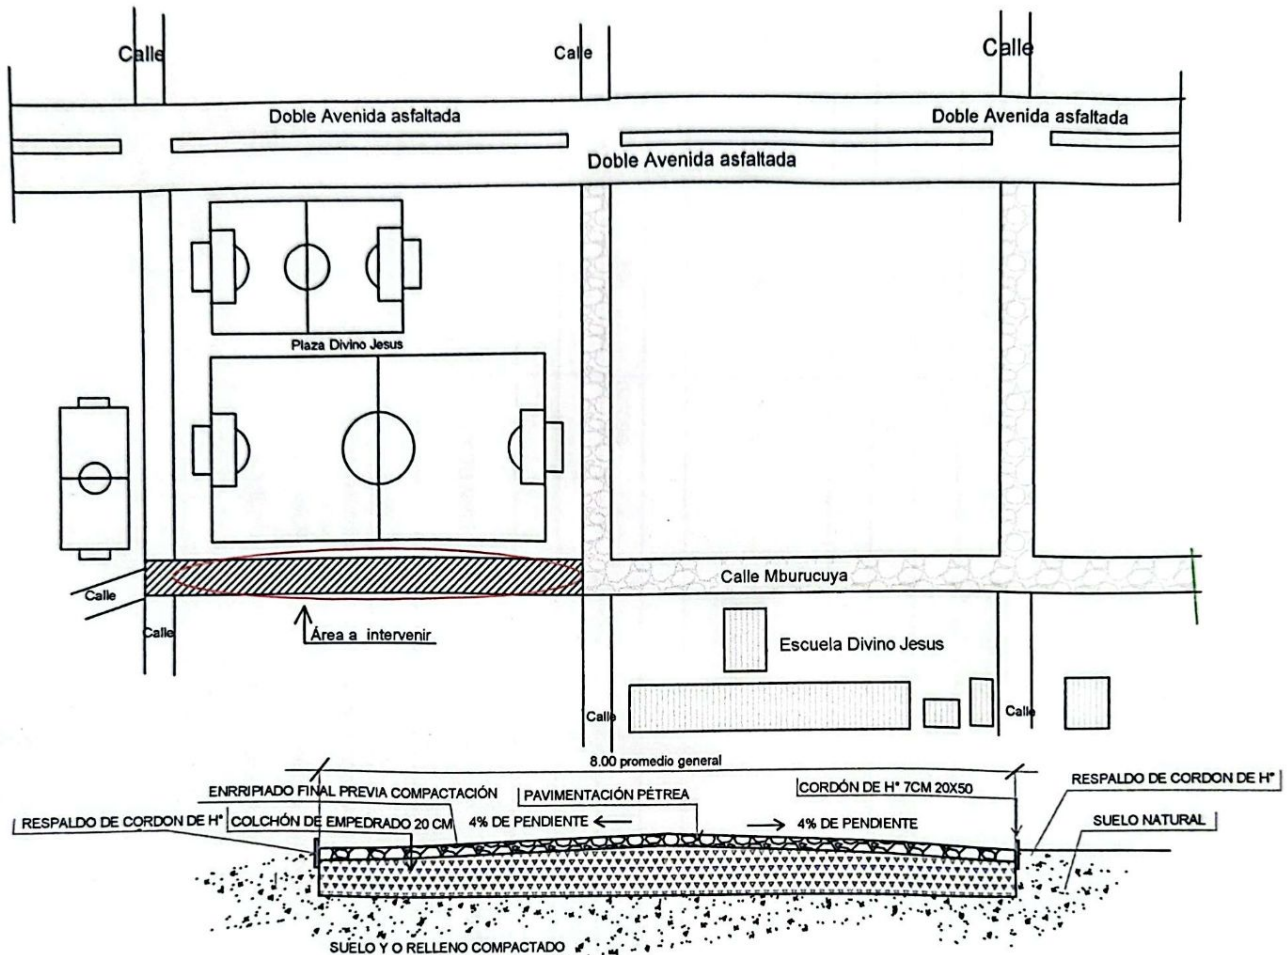 Calle
Calle
Calle
Doble Avenida asfaltada
Doble Avenida asfaltada
Doble Avenida asfaltada
Plaza Divino Jesus
Calle Mburucuya
Calle
Calle
Área a intervenir
Escuela Divino Jesus
Calle
Calle
8.00 promedio general
RESPALDO DE CORDON DE H°
ENRRIPIADO FINAL PREVIA COMPACTACIÓN
PAVIMENTACIÓN PÉTREA
CORDÓN DE H° 7CM 20X50
RESPALDO DE CORDON DE H°
COLCHÓN DE EMPEDRADO 20 CM
4% DE PENDIENTE
4% DE PENDIENTE
SUELO NATURAL
SUELO Y O RELLENO COMPACTADO